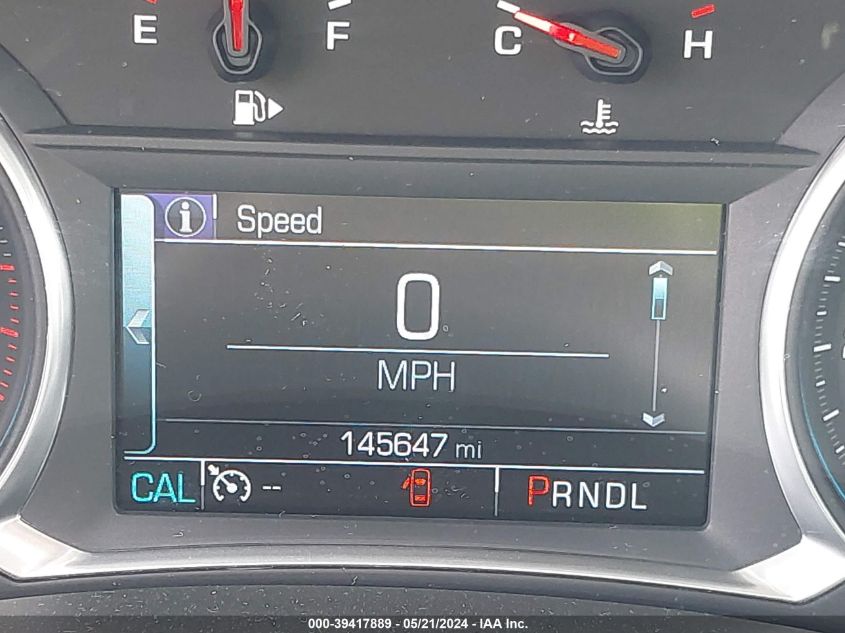 E F C H
i Speed
0
MPH
145647 mi
CAL -- PRNDL
000-39417889 - 05/21/2024 - IAA Inc.